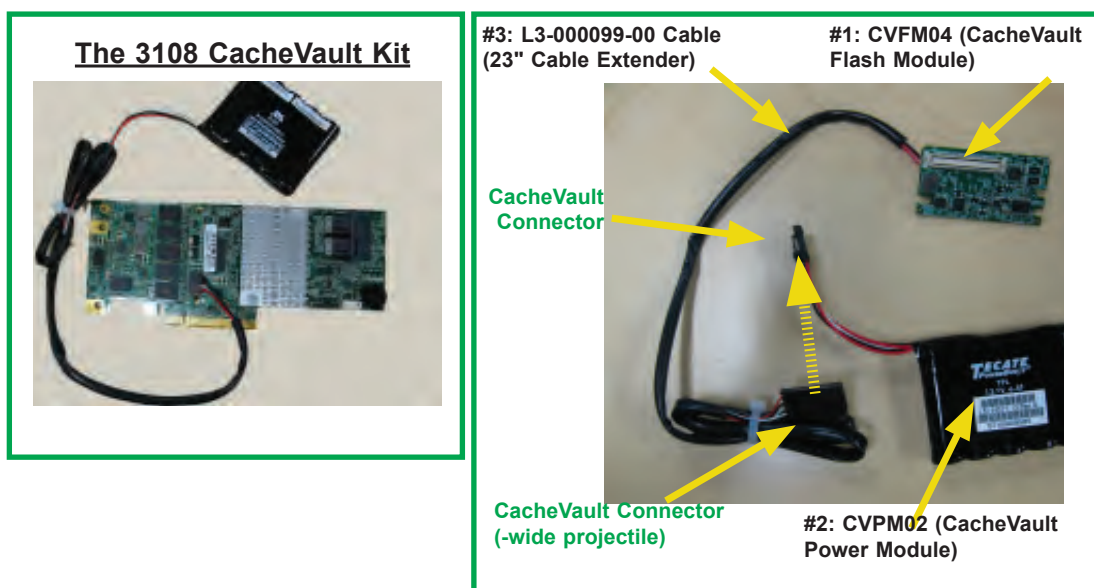 The 3108 CacheVault Kit
#3: L3-000099-00 Cable
(23" Cable Extender)
#1: CVFM04 (CacheVault
Flash Module)
CacheVault
Connector
TECATE
CacheVault Connector
(-wide projectile)
#2: CVPM02 (CacheVault
Power Module)